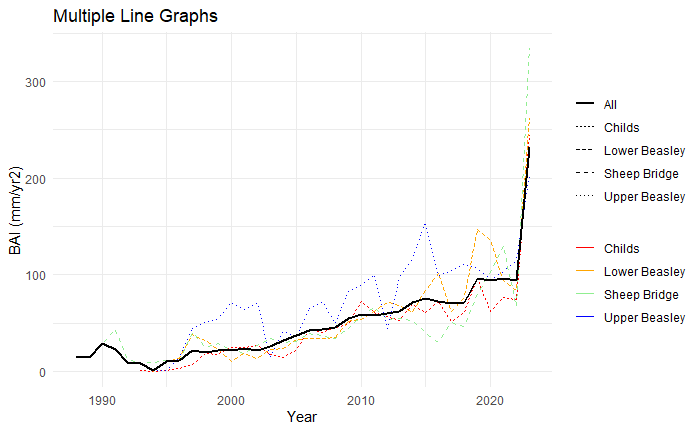 Multiple Line Graphs
BAI (mm/yr2)
300
200
100
0
1990
2000
2010
2020
Year
All
Childs
Lower Beasley
Sheep Bridge
Upper Beasley
Childs
Lower Beasley
Sheep Bridge
Upper Beasley